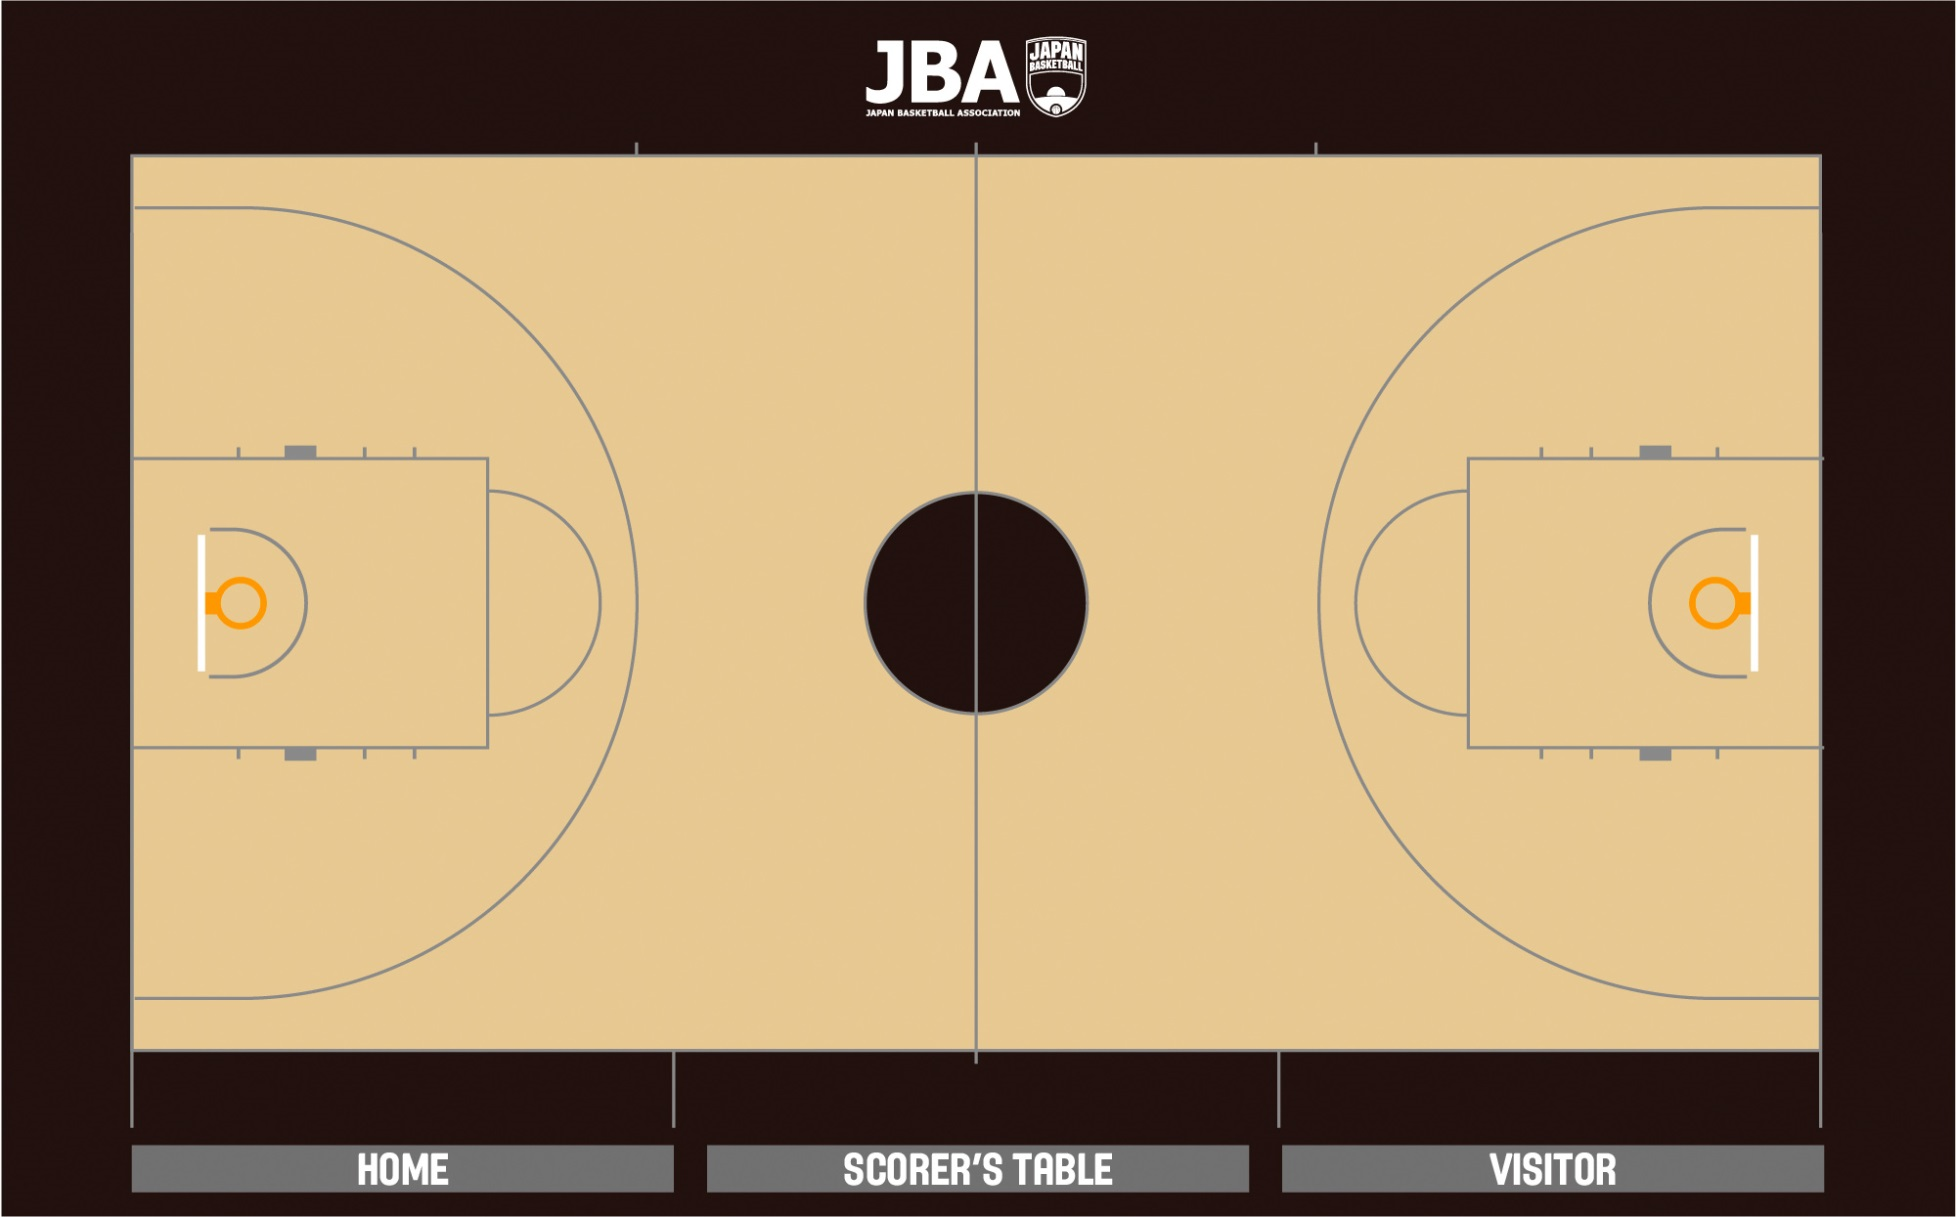 JBA
JAPAN BASKETBALL ASSOCIATION
JAPAN
BASKETBALL
HOME
SCORER'S TABLE
VISITOR